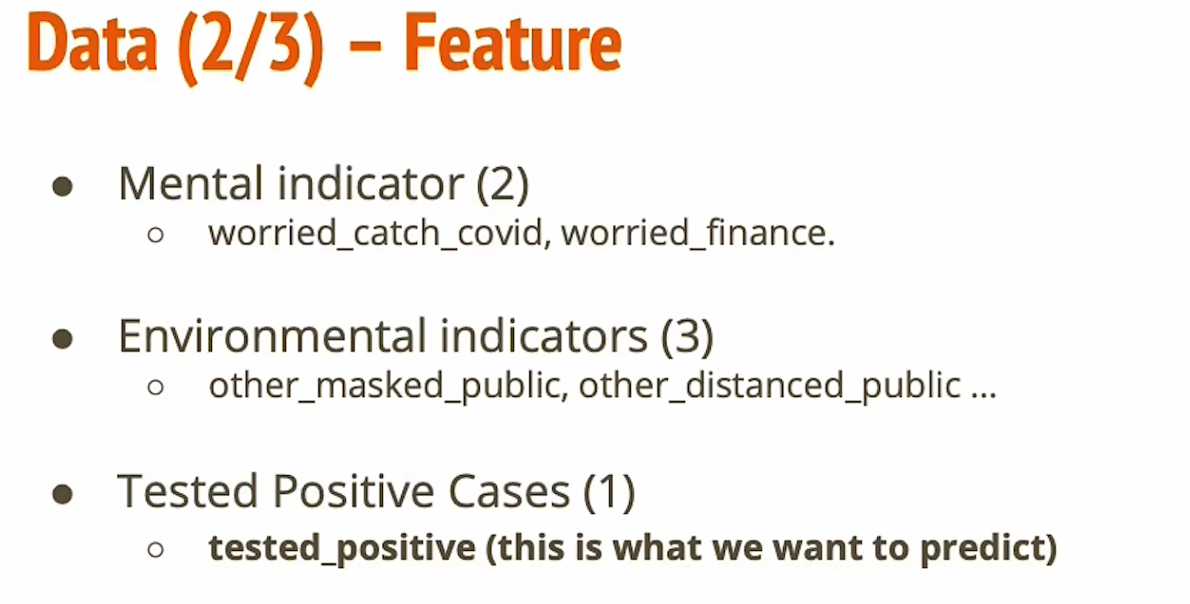 Data (2/3) – Feature
● Mental indicator (2)
○ worried_catch_covid, worried_finance.
● Environmental indicators (3)
○ other_masked_public, other_distanced_public ...
● Tested Positive Cases (1)
○ tested_positive (this is what we want to predict)